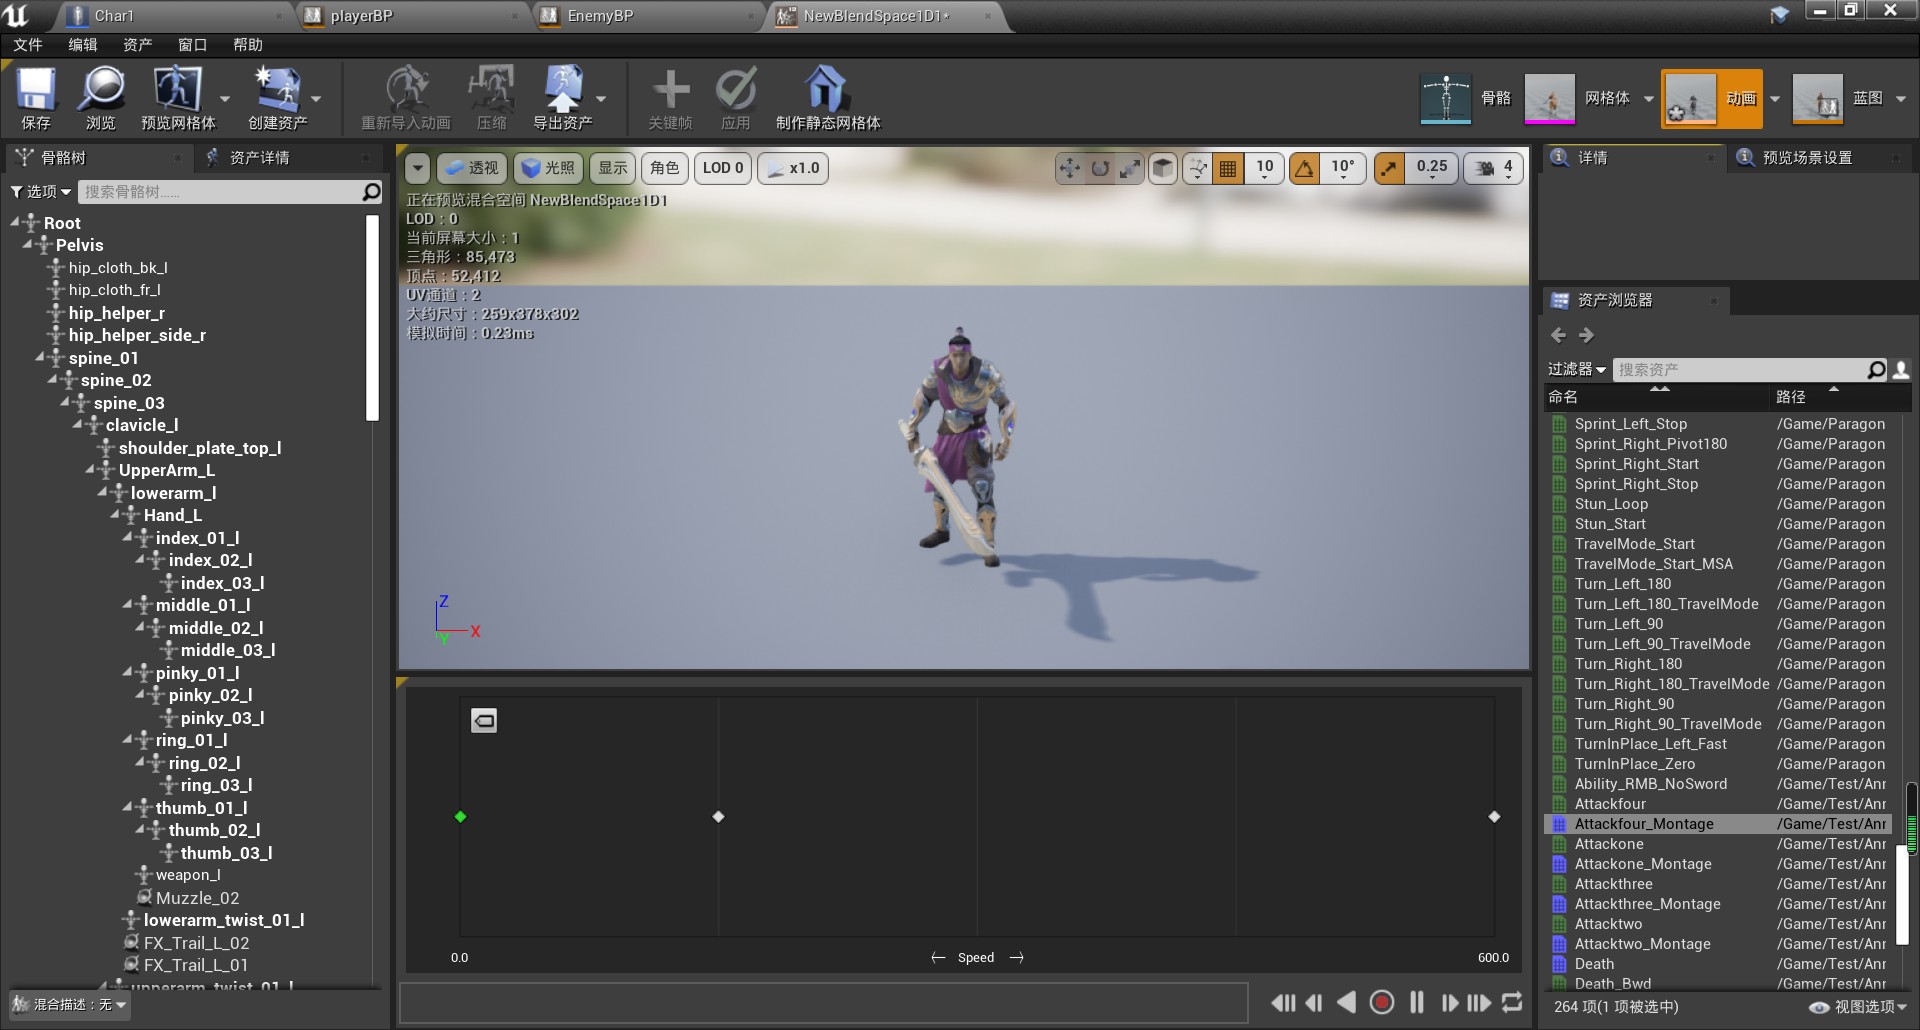 Char1
playerBP
EnemyBP
NewBlendSpace1D1*
文件 编辑 资产 窗口 帮助
保存
浏览
预览网格体
创建资产
重新导入动画
压缩
导出资产
关键帧
应用
制作静态网格体
骨骼
网格体
动画
蓝图
骨骼树
资产详情
选项
搜索骨骼树......
Root
Pelvis
hip_cloth_bk_l
hip_cloth_fr_l
hip_helper_r
hip_helper_side_r
spine_01
spine_02
spine_03
clavicle_l
shoulder_plate_top_l
UpperArm_L
lowerarm_l
Hand_L
index_01_l
index_02_l
index_03_l
middle_01_l
middle_02_l
middle_03_l
pinky_01_l
pinky_02_l
pinky_03_l
ring_01_l
ring_02_l
ring_03_l
thumb_01_l
thumb_02_l
thumb_03_l
weapon_l
Muzzle_02
lowerarm_twist_01_l
FX_Trail_L_02
FX_Trail_L_01
upperarm_twist_01_l
混合描述：无
透视
光照
显示
角色
LOD 0
x1.0
10
10°
0.25
4
正在预览混合空间 NewBlendSpace1D1
LOD：0
当前屏幕大小：1
三角形：85,473
顶点：52,412
UV通道：2
大约尺寸：259x378x302
模拟时间：0.23ms
Z
X
Y
0.0
Speed
600.0
详情
预览场景设置
资产浏览器
过滤器
搜索资产
命名 路径
Sprint_Left_Stop /Game/Paragon
Sprint_Right_Pivot180 /Game/Paragon
Sprint_Right_Start /Game/Paragon
Sprint_Right_Stop /Game/Paragon
Stun_Loop /Game/Paragon
Stun_Start /Game/Paragon
TravelMode_Start /Game/Paragon
TravelMode_Start_MSA /Game/Paragon
Turn_Left_180 /Game/Paragon
Turn_Left_180_TravelMode /Game/Paragon
Turn_Left_90 /Game/Paragon
Turn_Left_90_TravelMode /Game/Paragon
Turn_Right_180 /Game/Paragon
Turn_Right_180_TravelMode /Game/Paragon
Turn_Right_90 /Game/Paragon
Turn_Right_90_TravelMode /Game/Paragon
TurnInPlace_Left_Fast /Game/Paragon
TurnInPlace_Zero /Game/Paragon
Ability_RMB_NoSword /Game/Test/Anr
Attackfour /Game/Test/Anr
Attackfour_Montage /Game/Test/Anr
Attackone /Game/Test/Anr
Attackone_Montage /Game/Test/Anr
Attackthree /Game/Test/Anr
Attackthree_Montage /Game/Test/Anr
Attacktwo /Game/Test/Anr
Attacktwo_Montage /Game/Test/Anr
Death /Game/Test/Anr
Death_Bwd /Game/Test/Anr
264 项(1 项被选中)
视图选项